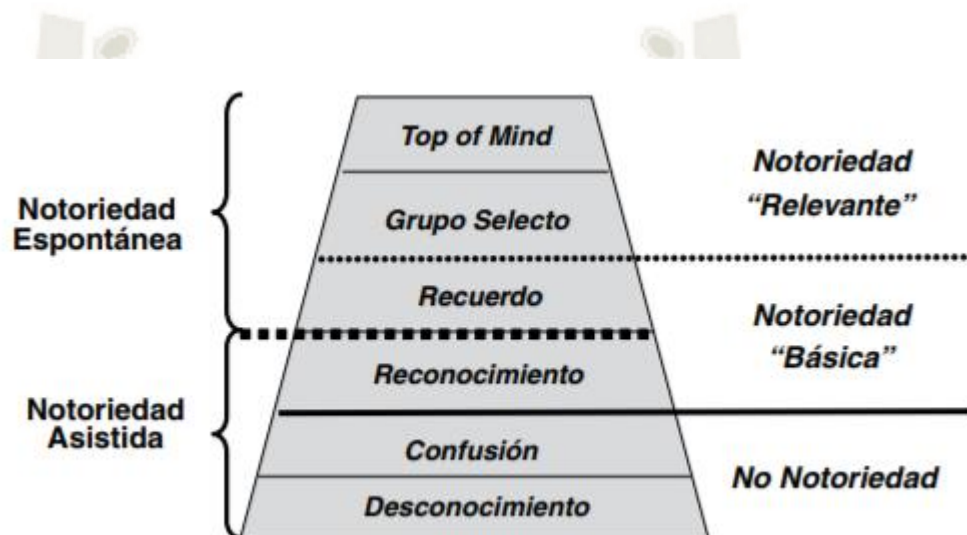 Top of Mind
Grupo Selecto
Recuerdo
Reconocimiento
Confusión
Desconocimiento
Notoriedad
Espontánea
Notoriedad
Asistida
Notoriedad
“Relevante”
Notoriedad
“Básica”
No Notoriedad